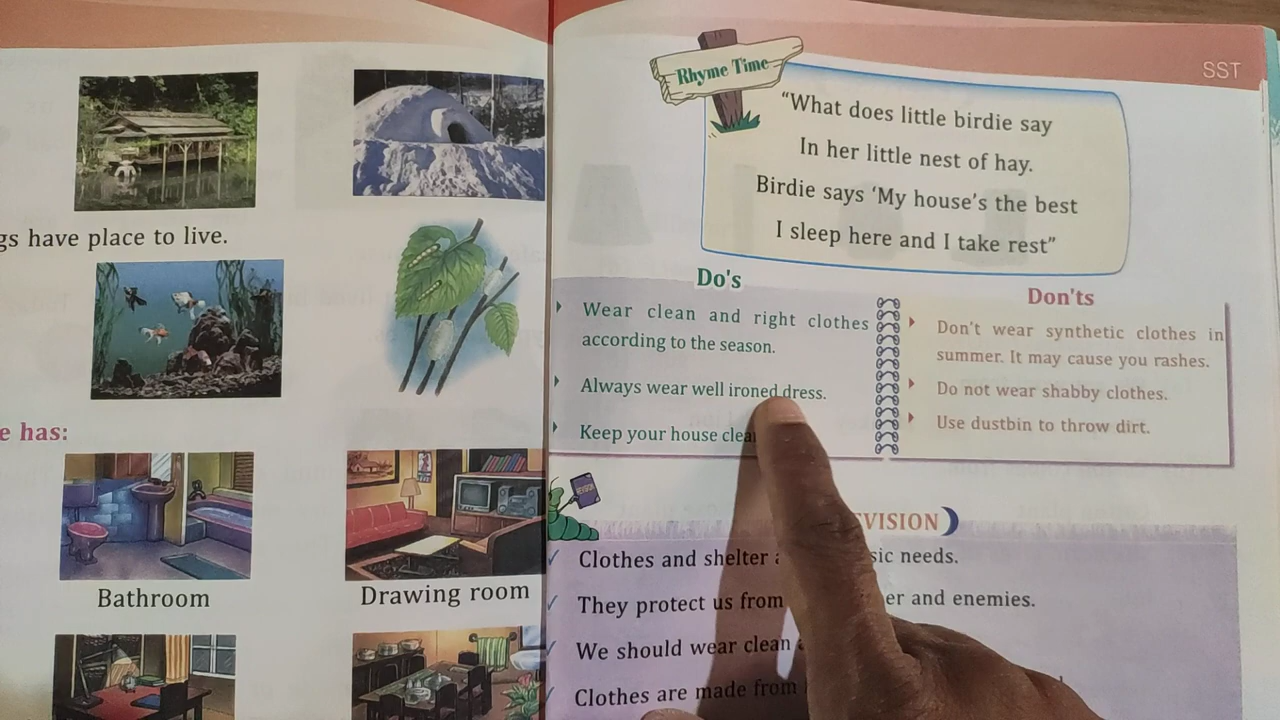 gs have place to live.
e has:
Bathroom
Drawing room
SST
Rhyme Time
“What does little birdie say
In her little nest of hay.
Birdie says ‘My house's the best
I sleep here and I take rest”
Do's
Wear clean and right clothes
according to the season.
Always wear well ironed dress.
Keep your house clea
Don'ts
Don't wear synthetic clothes in
summer. It may cause you rashes.
Do not wear shabby clothes.
Use dustbin to throw dirt.
VISION
Clothes and shelter sic needs.
They protect us from er and enemies.
We should wear clean
Clothes are made from